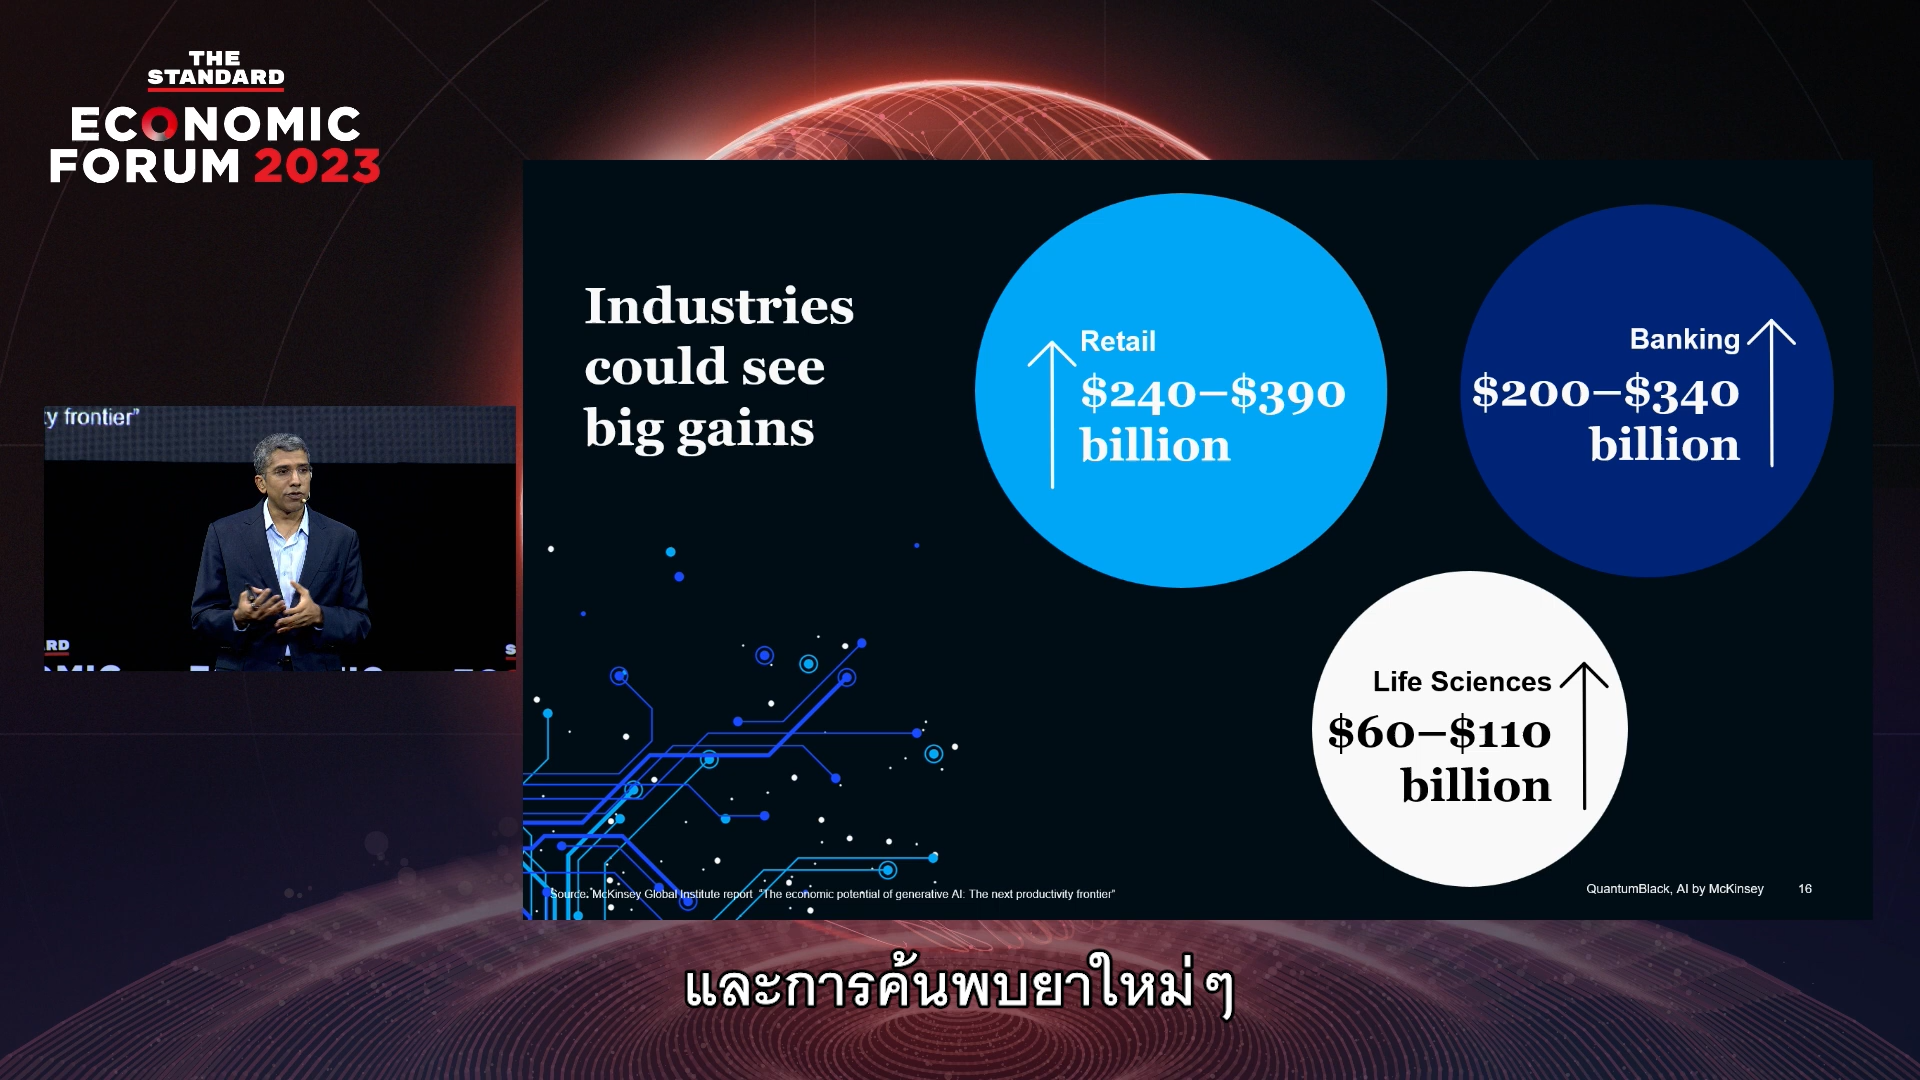 THE
STANDARD
ECONOMIC
FORUM 2023
y frontier”
Industries
could see
big gains
Retail
$240–$390
billion
Banking
$200–$340
billion
Life Sciences
$60–$110
billion
Source: McKinsey Global Institute report "The economic potential of generative AI: The next productivity frontier"
QuantumBlack, AI by McKinsey 16
และการค้นพบยาใหม่ ๆ